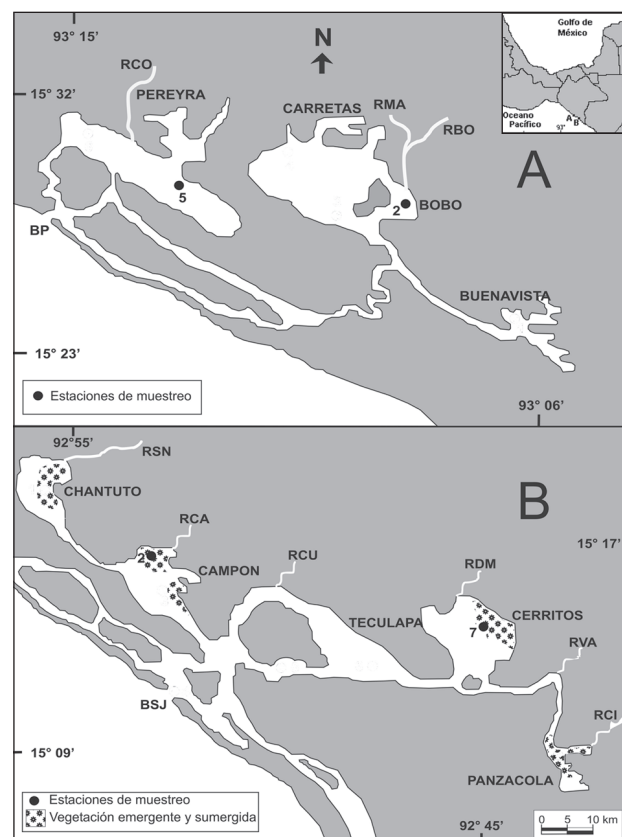 93° 15’
Golfo de
México
N
RCO
PEREYRA
15° 32’
CARRETAS
RMA
RBO
Oceano
Pacífico
A
B
93°
A
5
2
BOBO
BP
BUENAVISTA
15° 23’
Estaciones de muestreo
93° 06’
92° 55’
RSN
CHANTUTO
B
RCA
2
CAMPON
RCU
15° 17’
RDM
TECULAPA
CERRITOS
7
RVA
BSJ
RCI
15° 09’
PANZACOLA
Estaciones de muestreo
Vegetación emergente y sumergida
92° 45’
0 5 10 km